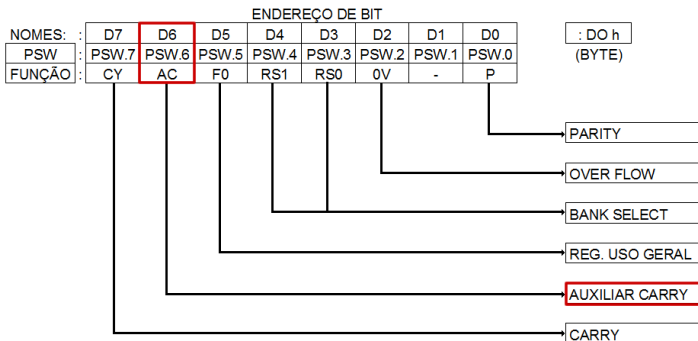 ENDEREÇO DE BIT
NOMES: : D7 D6 D5 D4 D3 D2 D1 D0 : DO h
PSW : PSW.7 PSW.6 PSW.5 PSW.4 PSW.3 PSW.2 PSW.1 PSW.0 (BYTE)
FUNÇÃO : CY AC F0 RS1 RS0 0V - P
PARITY
OVER FLOW
BANK SELECT
REG. USO GERAL
AUXILIAR CARRY
CARRY